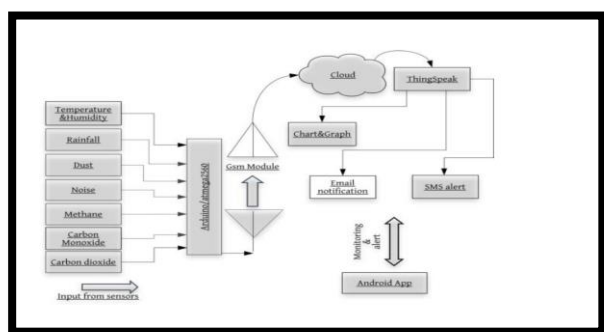 Temperature
&Humidity
Rainfall
Dust
Noise
Methane
Carbon
Monoxide
Carbon dioxide
Input from sensors
Arduino/atmega2560
Gsm Module
Cloud
ThingSpeak
Chart&Graph
Email
notification
SMS alert
Monitoring
&
alert
Android App